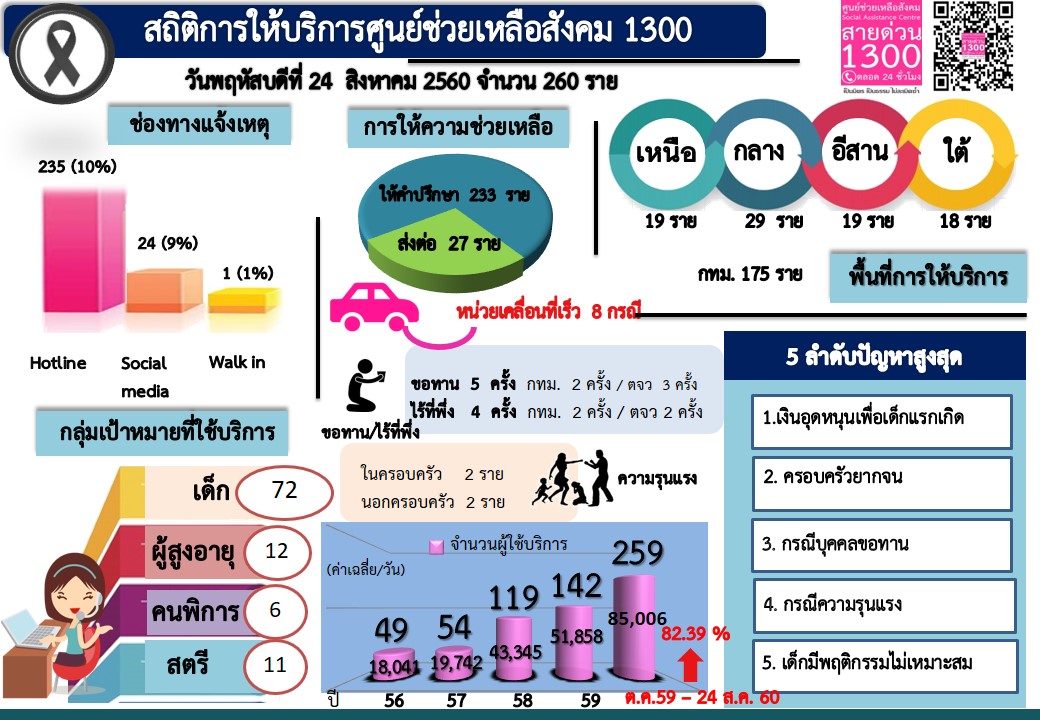 สถิติการให้บริการศูนย์ช่วยเหลือสังคม 1300
ศูนย์ช่วยเหลือสังคม
Social Assistance Centre
สายด่วน
1300
ตลอด 24 ชั่วโมง
1300
วันพฤหัสบดีที่ 24 สิงหาคม 2560 จำนวน 260 ราย
ช่องทางแจ้งเหตุ
235 (10%)
24 (9%)
1 (1%)
Hotline
Social media
Walk in
การให้ความช่วยเหลือ
ให้คำปรึกษา 233 ราย
ส่งต่อ 27 ราย
เหนือ
กลาง
อีสาน
ใต้
19 ราย
29 ราย
19 ราย
18 ราย
กทม. 175 ราย
พื้นที่การให้บริการ
หน่วยเคลื่อนที่เร็ว 8 กรณี
ขอทาน 5 ครั้ง กทม. 2 ครั้ง / ตจว 3 ครั้ง
ไร้ที่พึ่ง 4 ครั้ง กทม. 2 ครั้ง / ตจว 2 ครั้ง
ขอทาน/ไร้ที่พึ่ง
ในครอบครัว 2 ราย
นอกครอบครัว 2 ราย
ความรุนแรง
กลุ่มเป้าหมายที่ใช้บริการ
เด็ก 72
ผู้สูงอายุ 12
คนพิการ 6
สตรี 11
จำนวนผู้ใช้บริการ
(ค่าเฉลี่ย/วัน)
49
54
119
142
259
18,041
19,742
43,345
51,858
85,006
82.39 %
ปี 56 57 58 59
ต.ค.59 – 24 ส.ค. 60
5 ลำดับปัญหาสูงสุด
1.เงินอุดหนุนเพื่อเด็กแรกเกิด
2. ครอบครัวยากจน
3. กรณีบุคคลขอทาน
4. กรณีความรุนแรง
5. เด็กมีพฤติกรรมไม่เหมาะสม